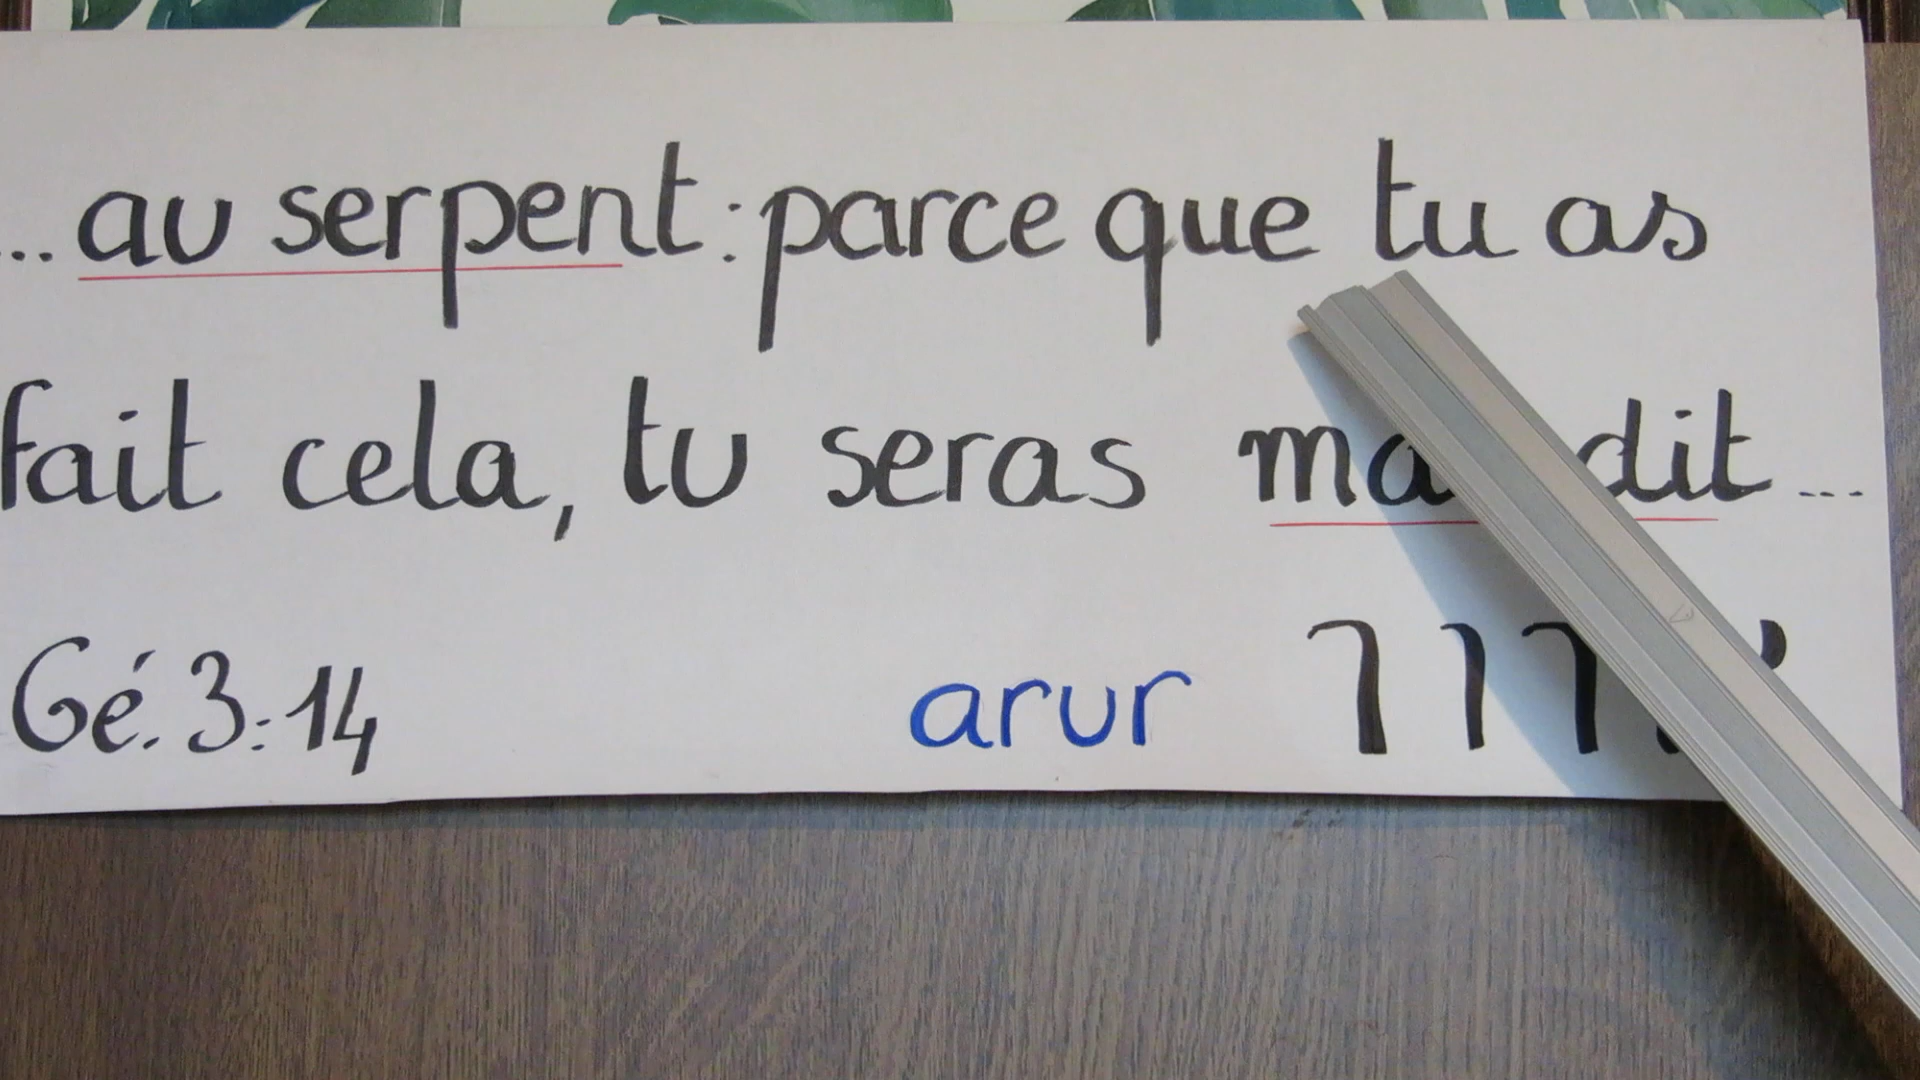 ... au serpent: parce que tu as
fait cela, tu seras
Gé. 3:14 arur